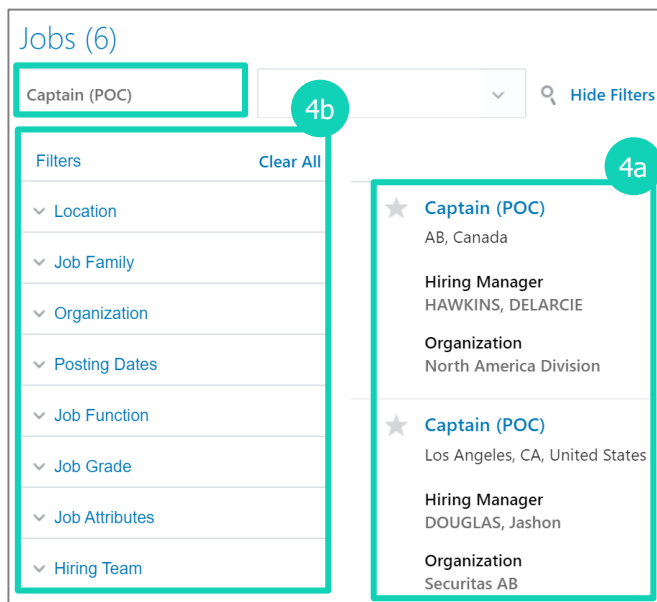 Jobs (6)
Captain (POC)
Hide Filters
4b
Filters
Clear All
Location
Job Family
Organization
Posting Dates
Job Function
Job Grade
Job Attributes
Hiring Team
4a
Captain (POC)
AB, Canada
Hiring Manager
HAWKINS, DELARCIE
Organization
North America Division
Captain (POC)
Los Angeles, CA, United States
Hiring Manager
DOUGLAS, Jashon
Organization
Securitas AB